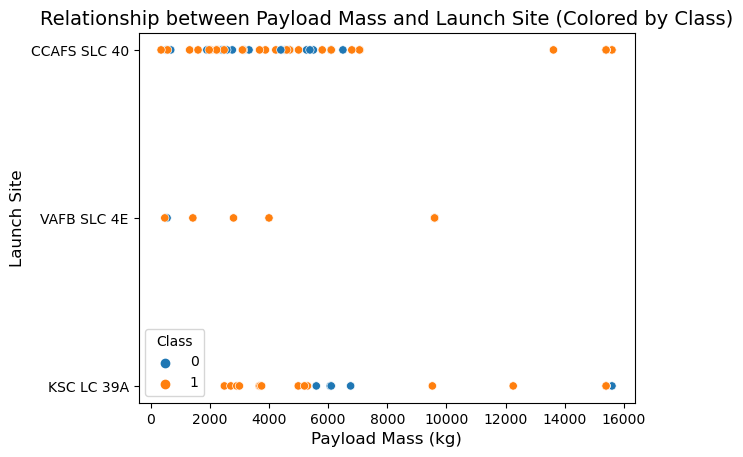 Relationship between Payload Mass and Launch Site (Colored by Class)
CCAFS SLC 40
VAFB SLC 4E
KSC LC 39A
Launch Site
Class
0
1
0 2000 4000 6000 8000 10000 12000 14000 16000
Payload Mass (kg)